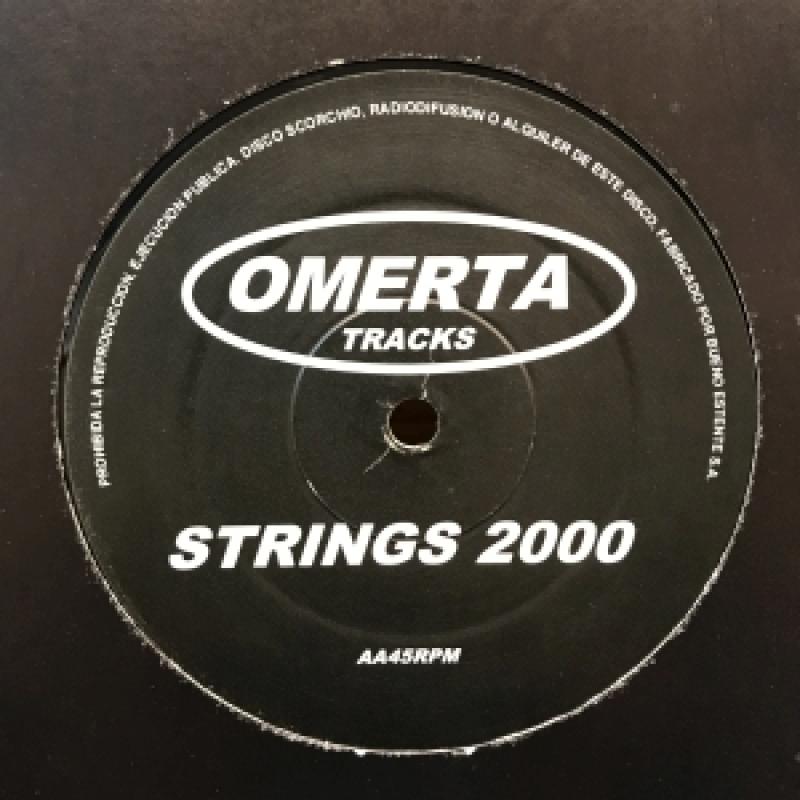 PROHIBIDA LA REPRODUCCION, EJECUCION PUBLICA, DISCO SCORCHIO, RADIODIFUSION O ALQUILER DE ESTE DISCO, FABRICADO POR BUENO ESTENTE S.A.
OMERTA
TRACKS
STRINGS 2000
AA45RPM